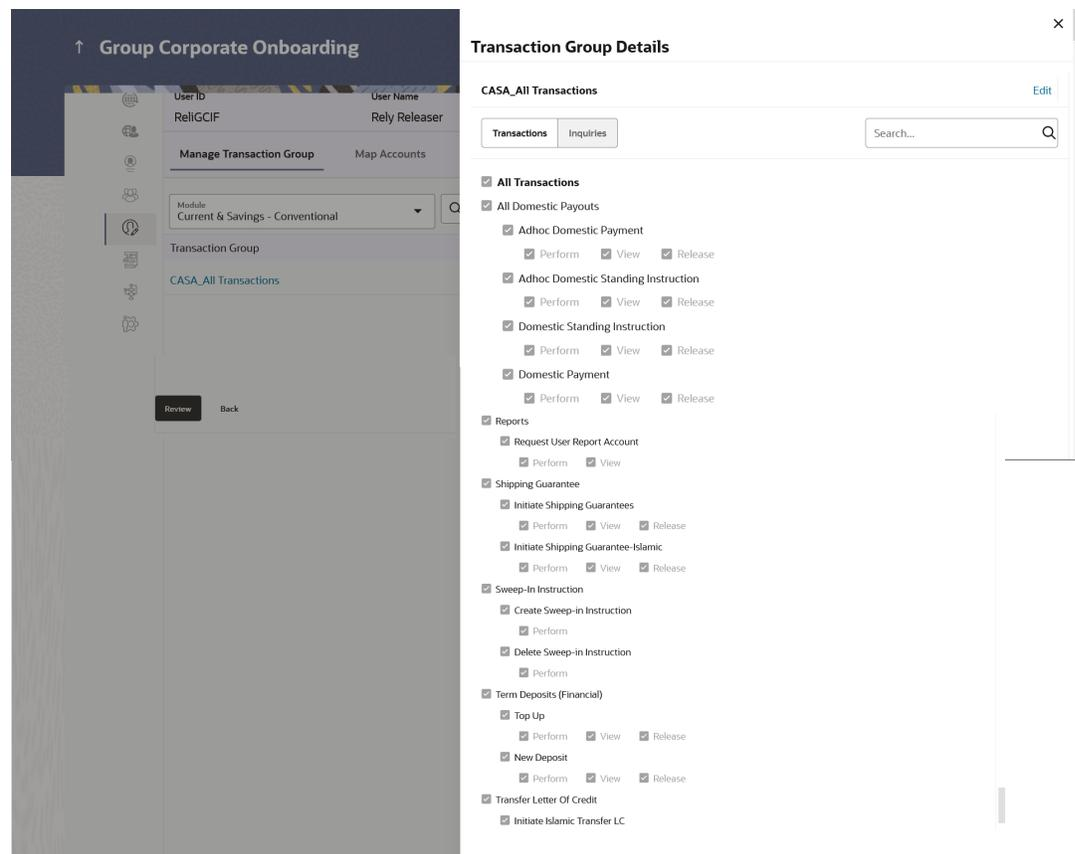 Group Corporate Onboarding
User ID
User Name
ReliGCIF
Rely Releaser
Manage Transaction Group
Map Accounts
Module
Current & Savings - Conventional
Transaction Group
CASA_All Transactions
Review
Back
Transaction Group Details
CASA_All Transactions
Edit
Transactions
Inquiries
Search...
All Transactions
All Domestic Payouts
Adhoc Domestic Payment
Perform View Release
Adhoc Domestic Standing Instruction
Perform View Release
Domestic Standing Instruction
Perform View Release
Domestic Payment
Perform View Release
Reports
Request User Report Account
Perform View
Shipping Guarantee
Initiate Shipping Guarantees
Perform View Release
Initiate Shipping Guarantee-Islamic
Perform View Release
Sweep-In Instruction
Create Sweep-in Instruction
Perform
Delete Sweep-in Instruction
Perform
Term Deposits (Financial)
Top Up
Perform View Release
New Deposit
Perform View Release
Transfer Letter Of Credit
Initiate Islamic Transfer LC